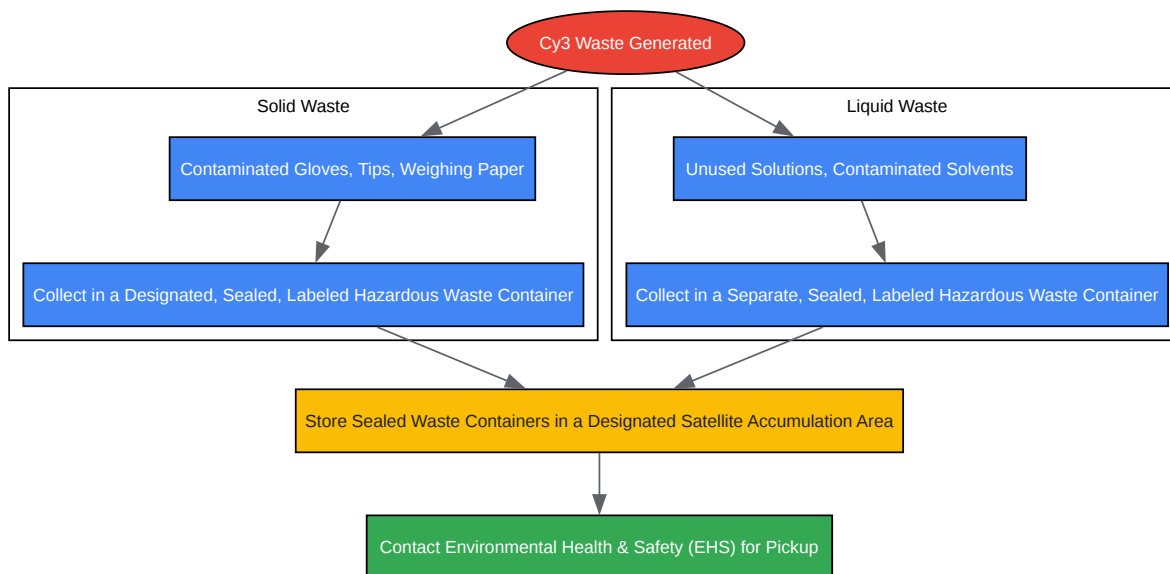 Cy3 Waste Generated
Solid Waste
Liquid Waste
Contaminated Gloves, Tips, Weighing Paper
Unused Solutions, Contaminated Solvents
Collect in a Designated, Sealed, Labeled Hazardous Waste Container
Collect in a Separate, Sealed, Labeled Hazardous Waste Container
Store Sealed Waste Containers in a Designated Satellite Accumulation Area
Contact Environmental Health & Safety (EHS) for Pickup